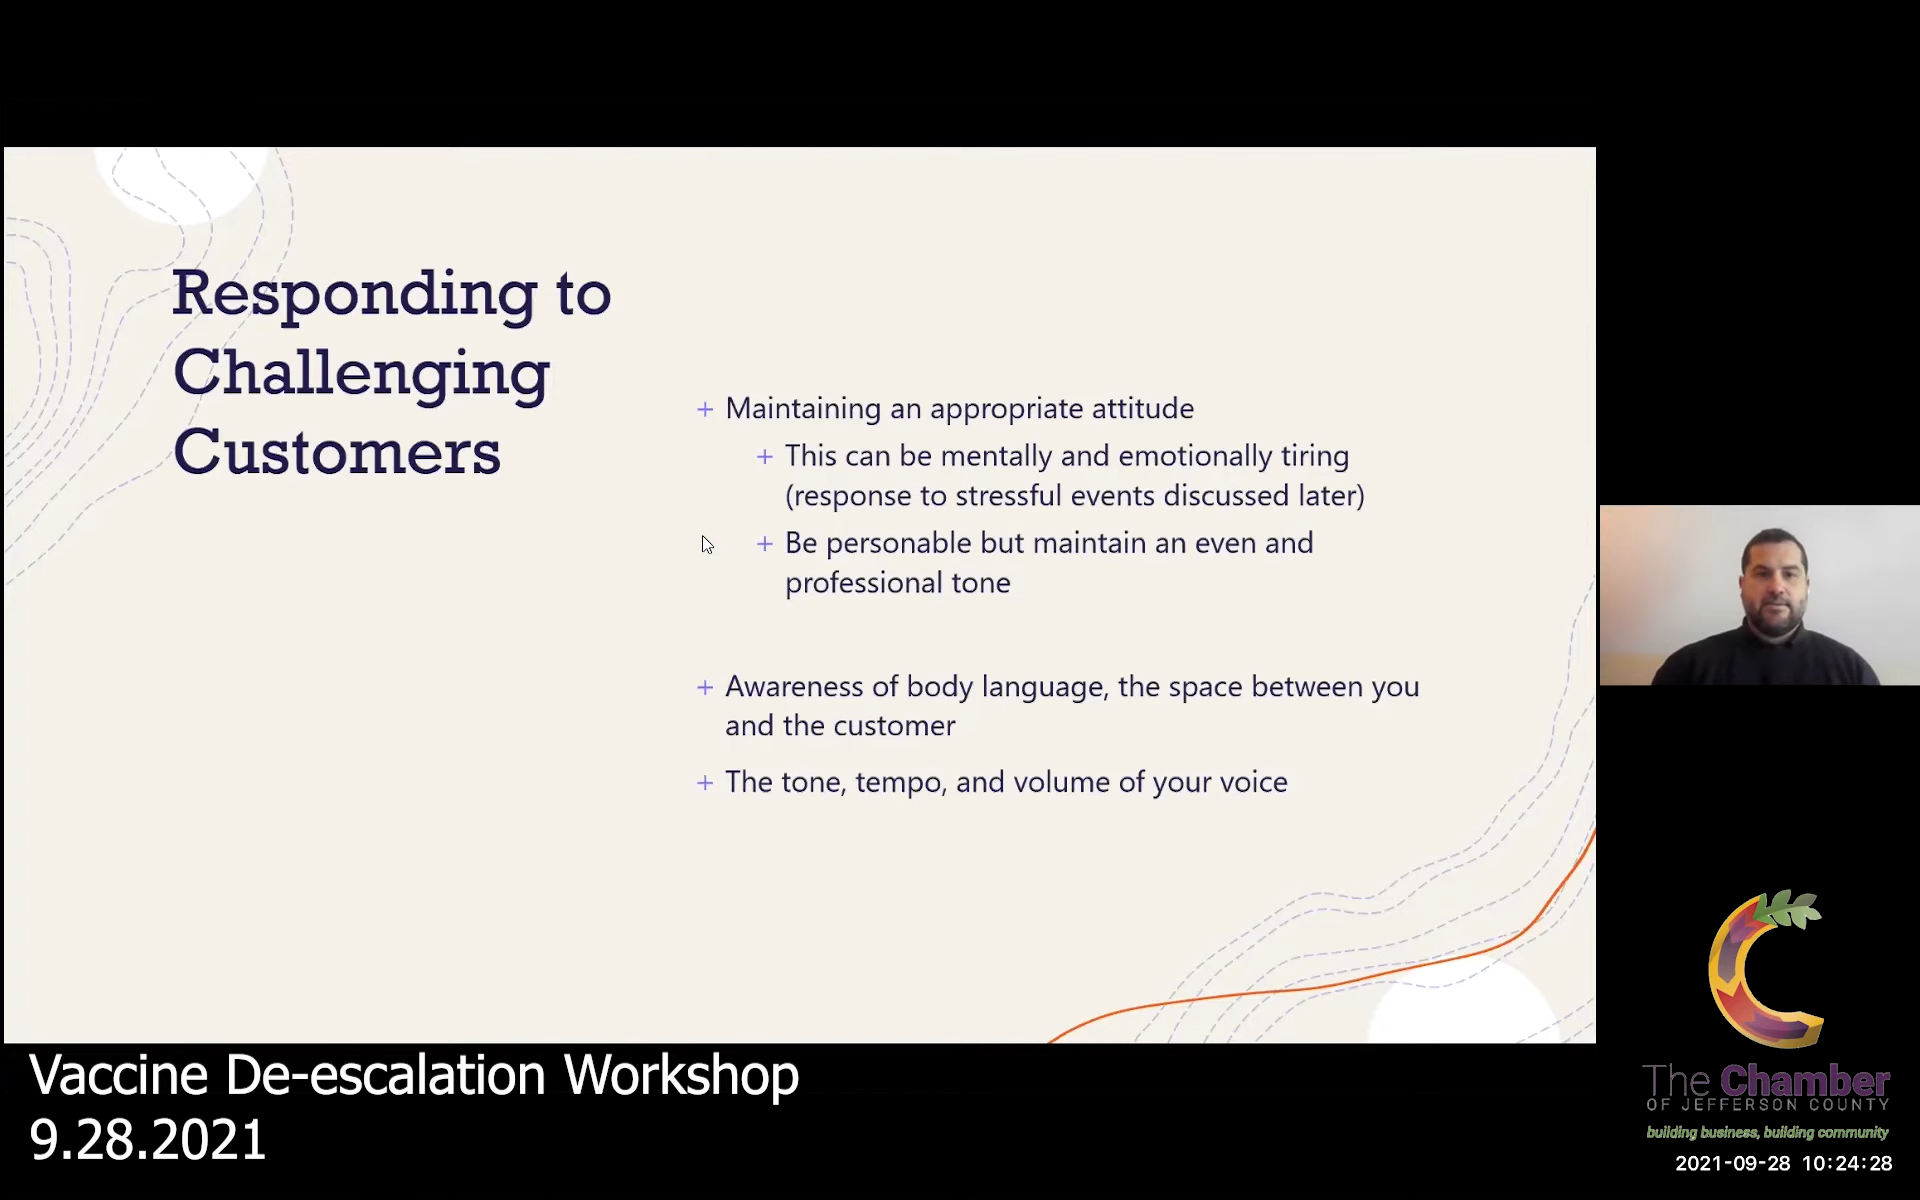 Responding to
Challenging
Customers
+ Maintaining an appropriate attitude
+ This can be mentally and emotionally tiring
(response to stressful events discussed later)
+ Be personable but maintain an even and
professional tone
+ Awareness of body language, the space between you
and the customer
+ The tone, tempo, and volume of your voice
Vaccine De-escalation Workshop
9.28.2021
The Chamber
OF JEFFERSON COUNTY
building business, building community
2021-09-28 10:24:28